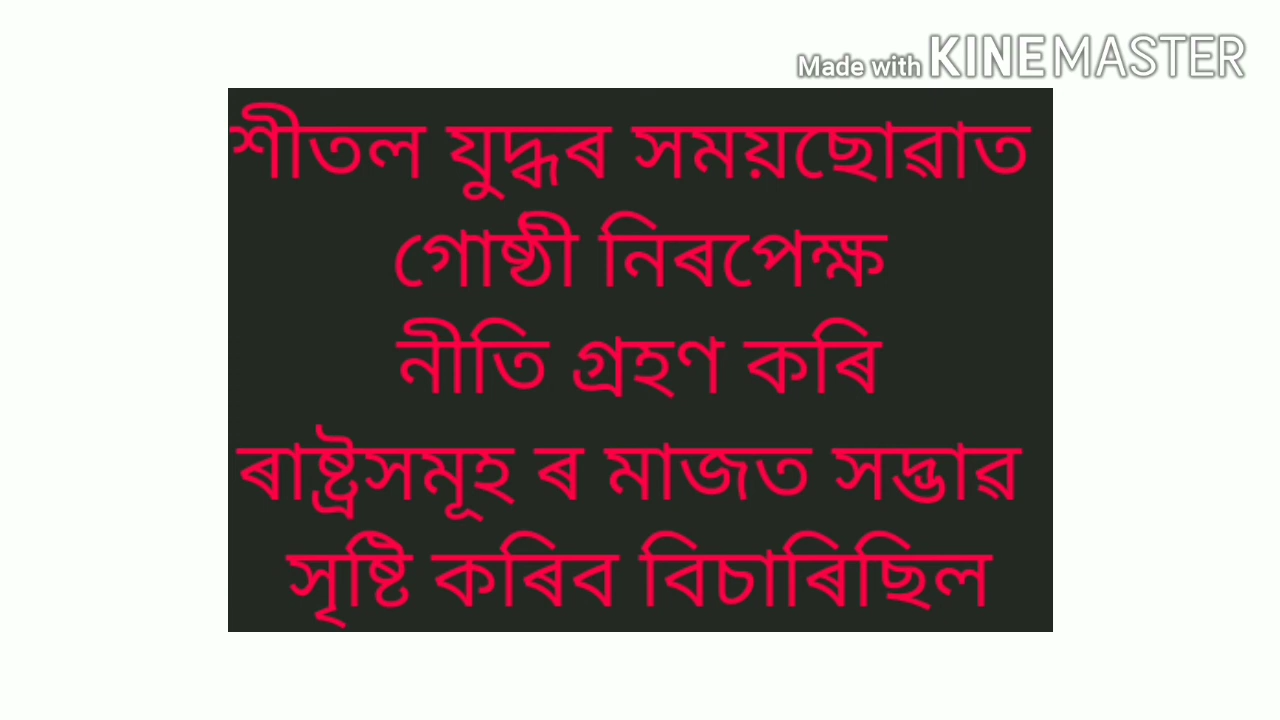 Made with KINEMASTER
শীতল যুদ্ধৰ সময়ছোৱাত
গোষ্ঠী নিৰপেক্ষ
নীতি গ্ৰহণ কৰি
ৰাষ্ট্ৰসমূহ ৰ মাজত সদ্ভাৱ
সৃষ্টি কৰিব বিচাৰিছিল